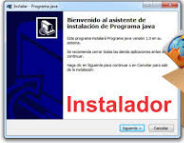 Instalar - Programa java
Bienvenido al asistente de
instalación de Programa java
Este programa instalará Programa java versión 1.3 en su
sistema.
Se recomienda cerrar todas las demás aplicaciones antes de
continuar.
Haga clic en Siguiente para continuar o en Cancelar para salir
de la instalación.
Instalador
Siguiente >
Cancelar